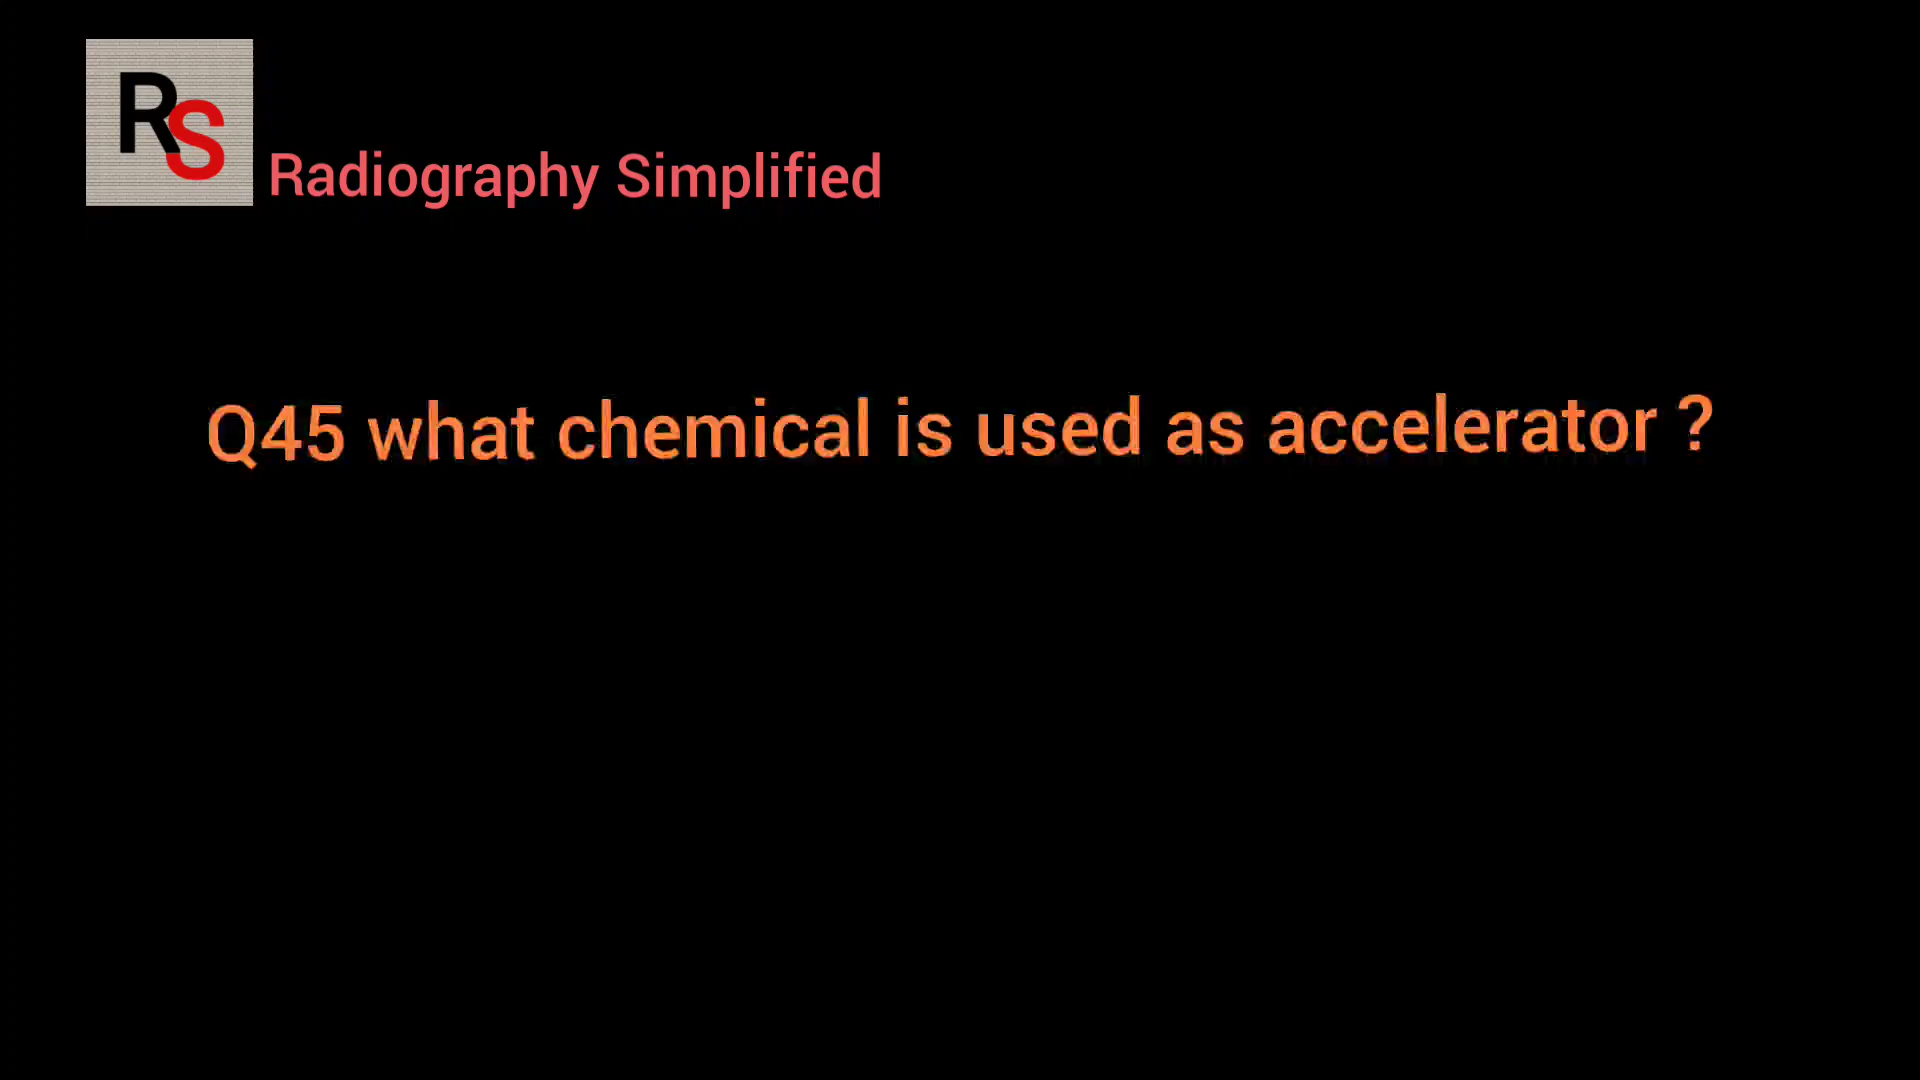 RS
Radiography Simplified
Q45 what chemical is used as accelerator ?